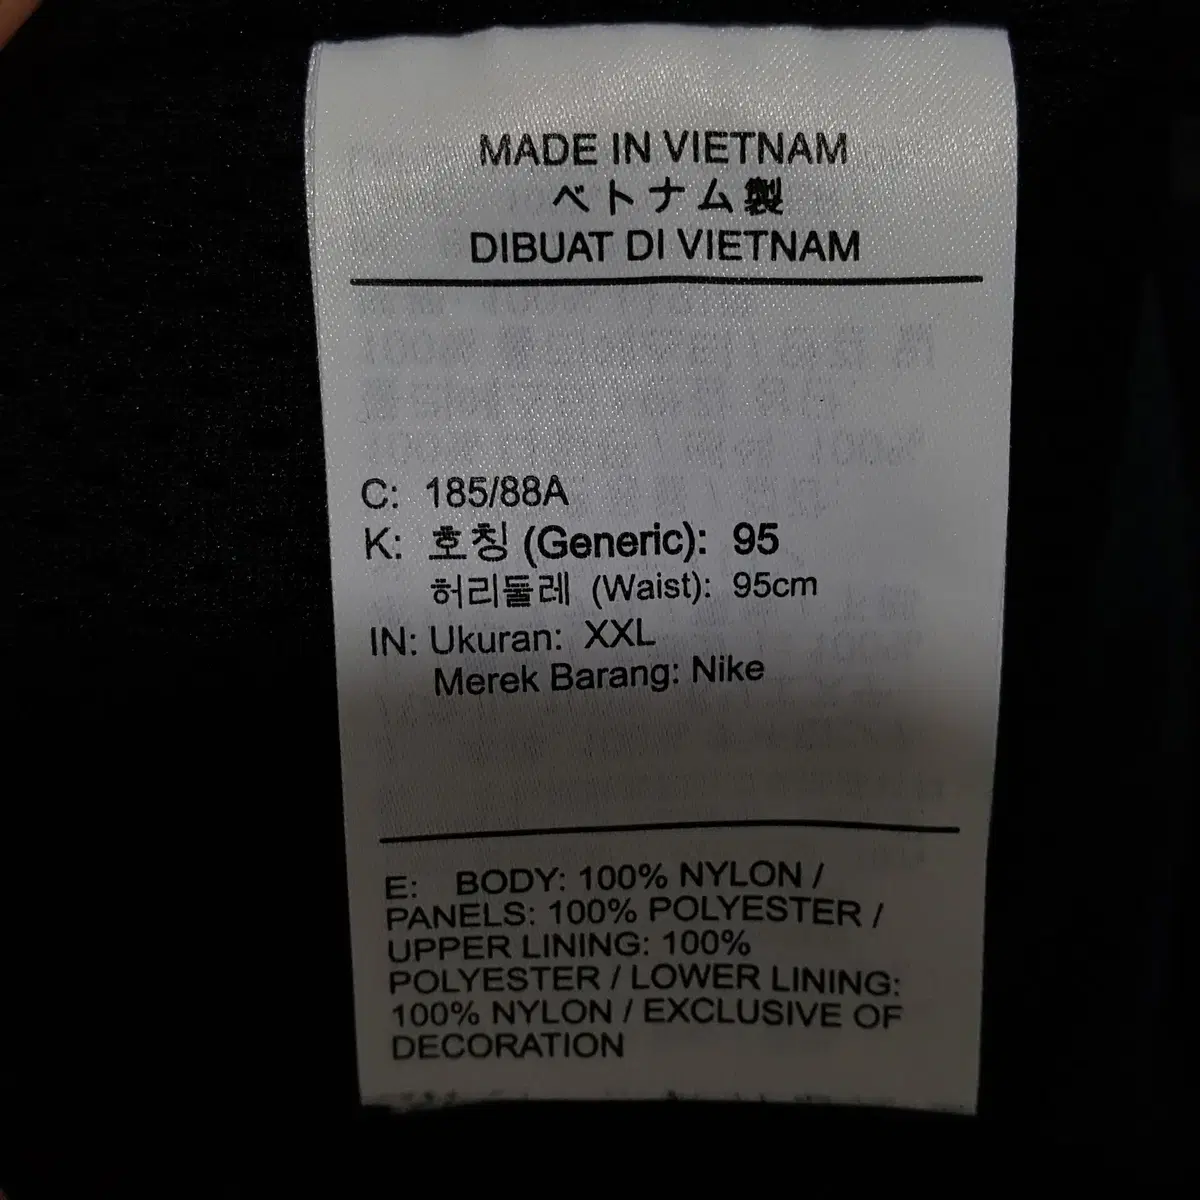 MADE IN VIETNAM
ベトナム製
DIBUAT DI VIETNAM
C: 185/88A
K: 호칭 (Generic): 95
허리둘레 (Waist): 95cm
IN: Ukuran: XXL
Merek Barang: Nike
E: BODY: 100% NYLON /
PANELS: 100% POLYESTER /
UPPER LINING: 100%
POLYESTER / LOWER LINING:
100% NYLON / EXCLUSIVE OF
DECORATION